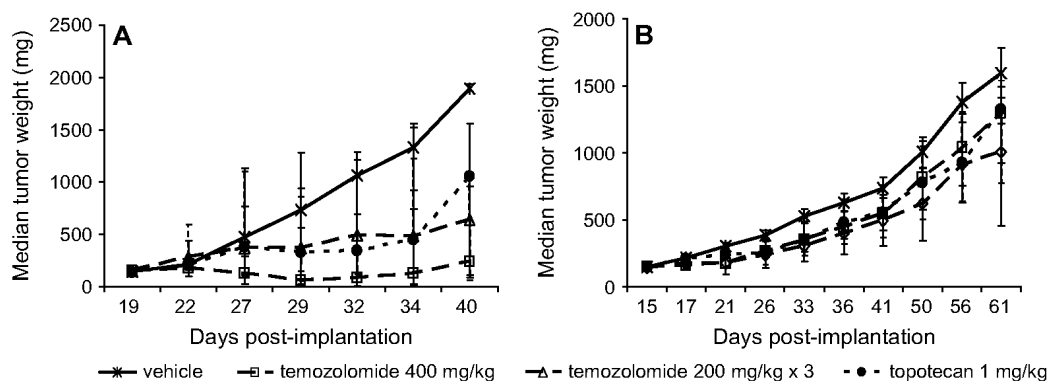 A
Median tumor weight (mg)
2500
2000
1500
1000
500
0
19 22 27 29 32 34 40
Days post-implantation
B
Median tumor weight (mg)
2000
1500
1000
500
0
15 17 21 26 33 36 41 50 56 61
Days post-implantation
vehicle temozolomide 400 mg/kg temozolomide 200 mg/kg x 3 topotecan 1 mg/kg